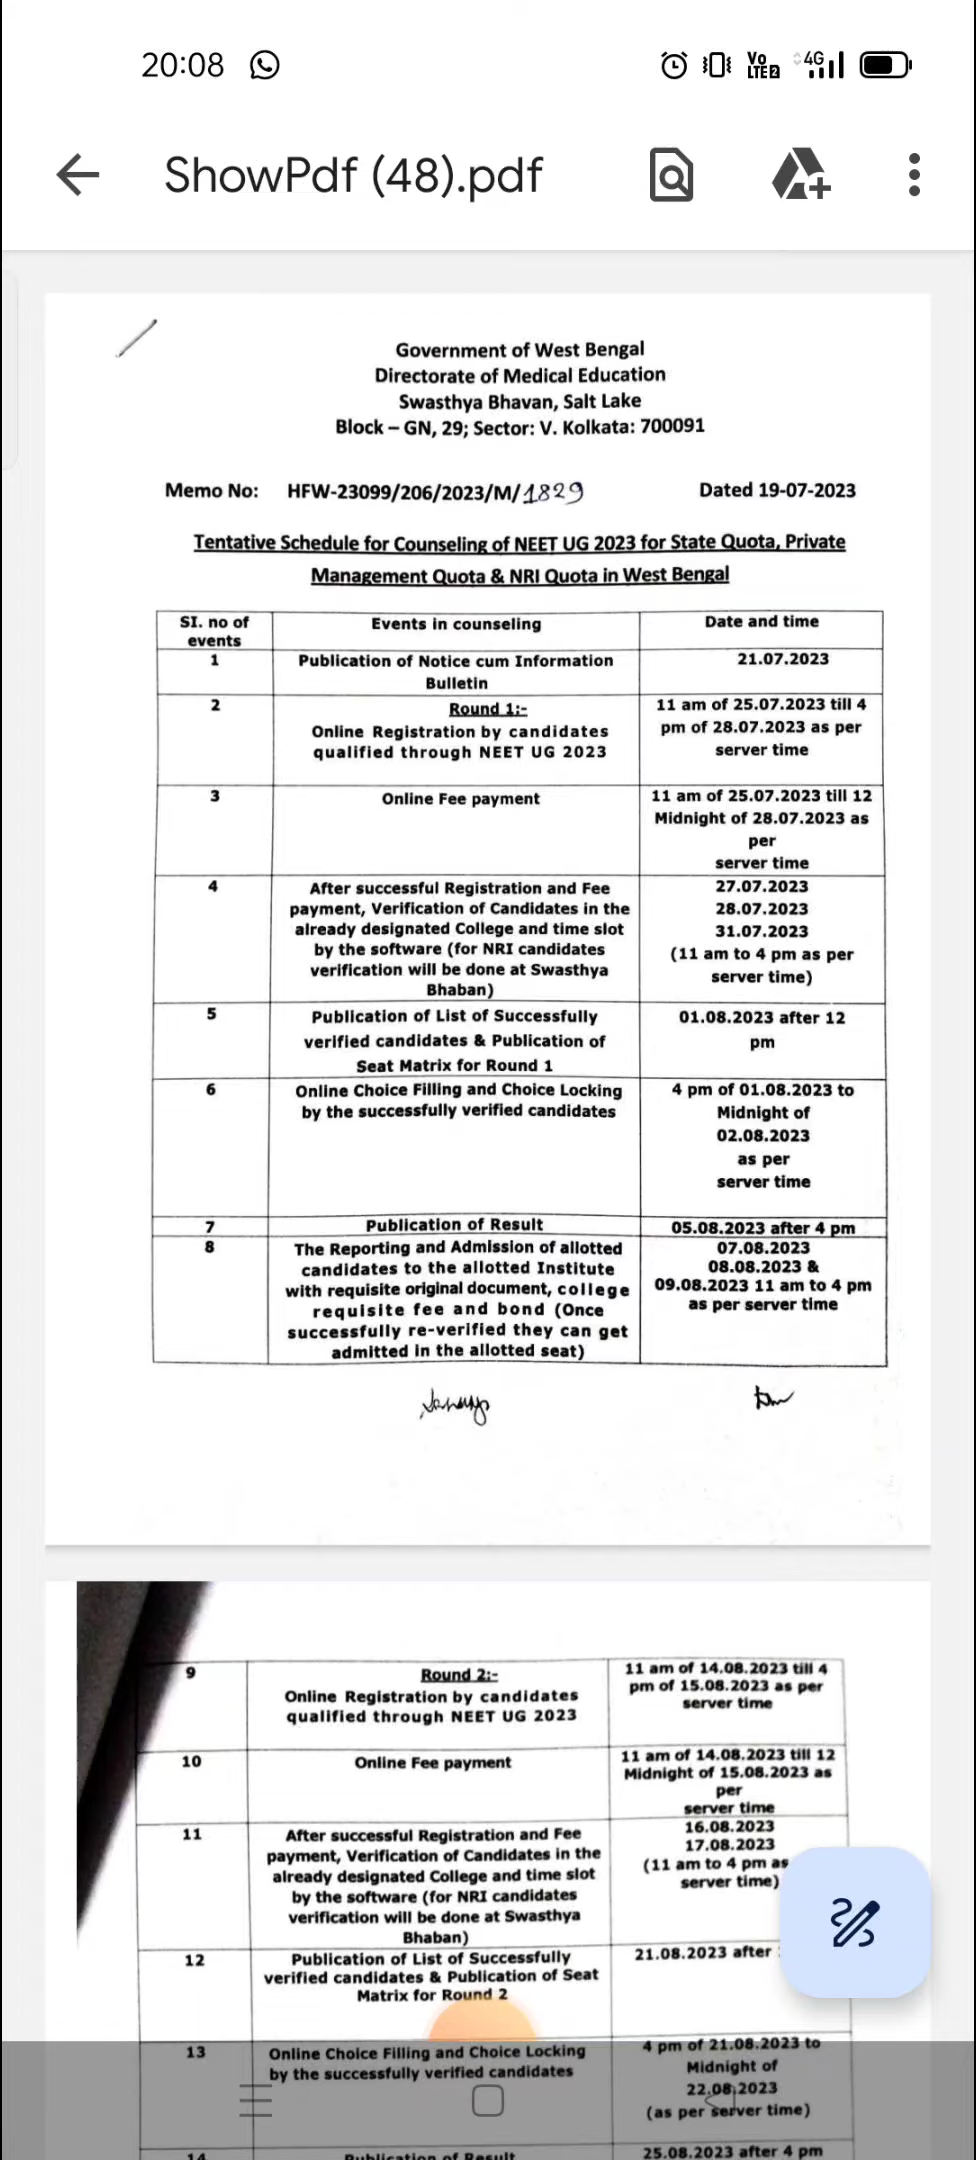 20:08
Vo LTE2 4G
ShowPdf (48).pdf
Government of West Bengal
Directorate of Medical Education
Swasthya Bhavan, Salt Lake
Block – GN, 29; Sector: V. Kolkata: 700091
Memo No: HFW-23099/206/2023/M/1829 Dated 19-07-2023
Tentative Schedule for Counseling of NEET UG 2023 for State Quota, Private
Management Quota & NRI Quota in West Bengal
SI. no of
events
Events in counseling
Date and time
1
Publication of Notice cum Information
Bulletin
21.07.2023
2
Round 1:-
Online Registration by candidates
qualified through NEET UG 2023
11 am of 25.07.2023 till 4
pm of 28.07.2023 as per
server time
3
Online Fee payment
11 am of 25.07.2023 till 12
Midnight of 28.07.2023 as
per
server time
4
After successful Registration and Fee
payment, Verification of Candidates in the
already designated College and time slot
by the software (for NRI candidates
verification will be done at Swasthya
Bhaban)
27.07.2023
28.07.2023
31.07.2023
(11 am to 4 pm as per
server time)
5
Publication of List of Successfully
verified candidates & Publication of
Seat Matrix for Round 1
01.08.2023 after 12
pm
6
Online Choice Filling and Choice Locking
by the successfully verified candidates
4 pm of 01.08.2023 to
Midnight of
02.08.2023
as per
server time
7
Publication of Result
05.08.2023 after 4 pm
8
The Reporting and Admission of allotted
candidates to the allotted Institute
with requisite original document, college
requisite fee and bond (Once
successfully re-verified they can get
admitted in the allotted seat)
07.08.2023
08.08.2023 &
09.08.2023 11 am to 4 pm
as per server time
9
Round 2:-
Online Registration by candidates
qualified through NEET UG 2023
11 am of 14.08.2023 till 4
pm of 15.08.2023 as per
server time
10
Online Fee payment
11 am of 14.08.2023 till 12
Midnight of 15.08.2023 as
per
server time
11
After successful Registration and Fee
payment, Verification of Candidates in the
already designated College and time slot
by the software (for NRI candidates
verification will be done at Swasthya
Bhaban)
16.08.2023
17.08.2023
(11 am to 4 pm as
server time)
12
Publication of List of Successfully
verified candidates & Publication of Seat
Matrix for Round 2
21.08.2023 after
13
Online Choice Filling and Choice Locking
by the successfully verified candidates
4 pm of 21.08.2023 to
Midnight of
22.08.2023
(as per server time)
14
Publication of Result
25.08.2023 after 4 pm